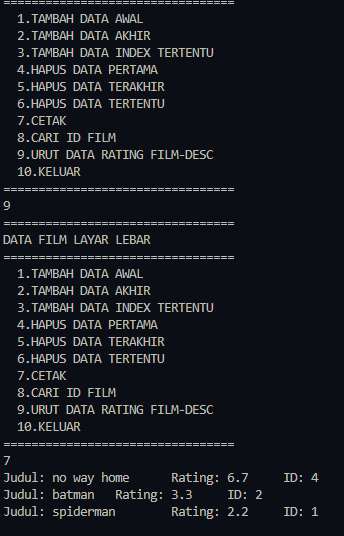 ==================================
1.TAMBAH DATA AWAL
2.TAMBAH DATA AKHIR
3.TAMBAH DATA INDEX TERTENTU
4.HAPUS DATA PERTAMA
5.HAPUS DATA TERAKHIR
6.HAPUS DATA TERTENTU
7.CETAK
8.CARI ID FILM
9.URUT DATA RATING FILM-DESC
10.KELUAR
==================================
9
==================================
DATA FILM LAYAR LEBAR
==================================
1.TAMBAH DATA AWAL
2.TAMBAH DATA AKHIR
3.TAMBAH DATA INDEX TERTENTU
4.HAPUS DATA PERTAMA
5.HAPUS DATA TERAKHIR
6.HAPUS DATA TERTENTU
7.CETAK
8.CARI ID FILM
9.URUT DATA RATING FILM-DESC
10.KELUAR
==================================
7
Judul: no way home Rating: 6.7 ID: 4
Judul: batman Rating: 3.3 ID: 2
Judul: spiderman Rating: 2.2 ID: 1